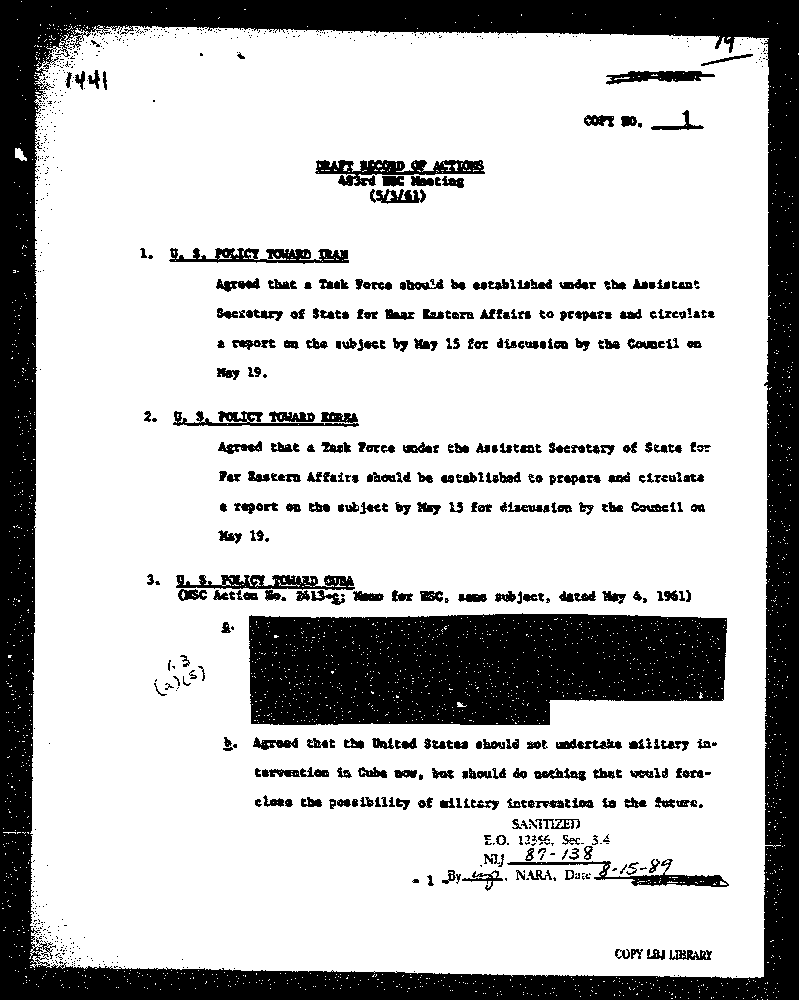 19
1441
TOP SECRET
COPY NO. 1
DRAFT RECORD OF ACTIONS
483rd NSC Meeting
(5/3/61)
1. U. S. POLICY TOWARD IRAN
Agreed that a Task Force should be established under the Assistant
Secretary of State for Near Eastern Affairs to prepare and circulate
a report on the subject by May 15 for discussion by the Council on
May 19.
2. U. S. POLICY TOWARD KOREA
Agreed that a Task Force under the Assistant Secretary of State for
Far Eastern Affairs should be established to prepare and circulate
a report on the subject by May 15 for discussion by the Council on
May 19.
3. U. S. POLICY TOWARD CUBA
(NSC Action No. 2413-c; Memo for NSC, same subject, dated May 4, 1961)
a.
1.3
(a)(5)
b. Agreed that the United States should not undertake military in-
tervention in Cuba now, but should do nothing that would fore-
close the possibility of military intervention in the future.
SANITIZED
E.O. 12356, Sec. 3.4
NLJ 87-138
By, NARA, Date 8-15-89
- 1 -
COPY LBJ LIBRARY